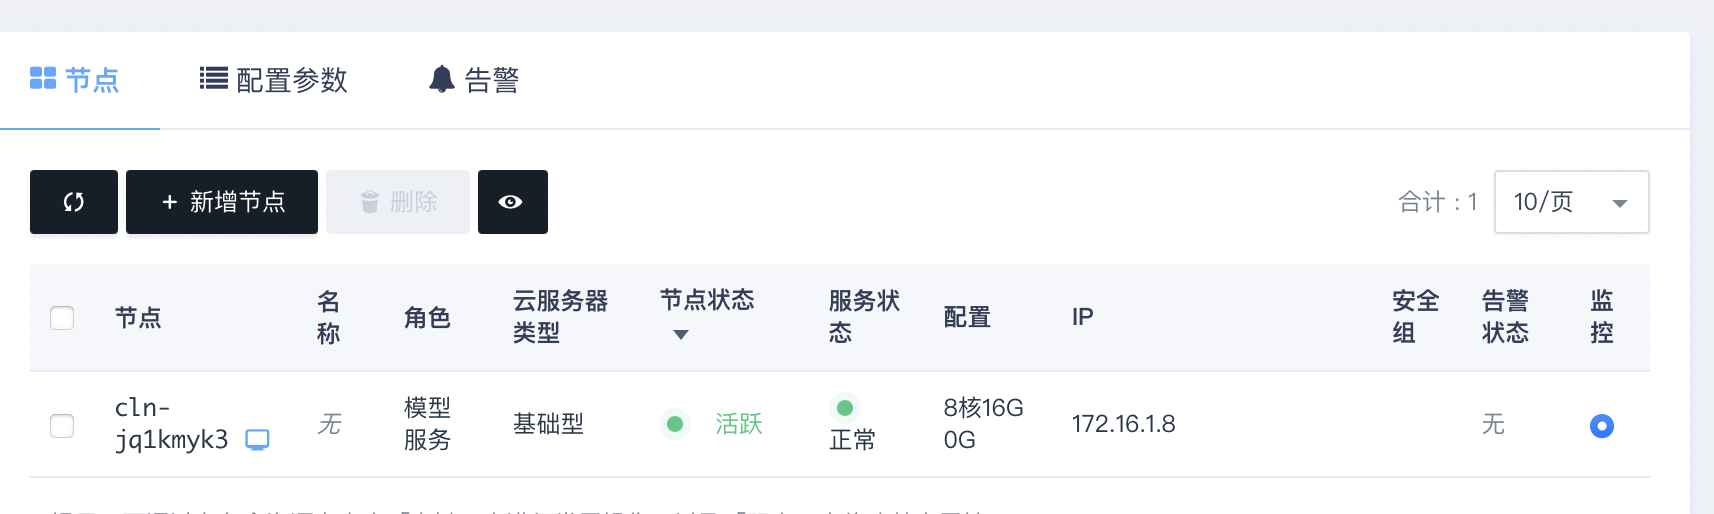 节点 配置参数 告警
+ 新增节点 删除 合计：1 10/页
节点 名称 角色 云服务器类型 节点状态 服务状态 配置 IP 安全组 告警状态 监控
cln-jq1kmyk3 无 模型服务 基础型 活跃 正常 8核16G 0G 172.16.1.8 无